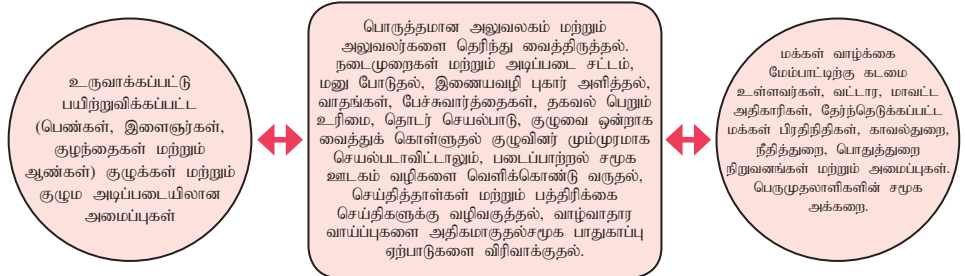 உருவாக்கப்பட்டு
பயிற்றுவிக்கப்பட்ட
(பெண்கள், இளைஞர்கள்,
குழந்தைகள் மற்றும்
ஆண்கள்) குழுக்கள் மற்றும்
குழும அடிப்படையிலான
அமைப்புகள்
பொருத்தமான அலுவலகம் மற்றும்
அலுவலர்களை தெரிந்து வைத்திருத்தல்.
நடைமுறைகள் மற்றும் அடிப்படை சட்டம்,
மனு போடுதல், இணையவழி புகார் அளித்தல்,
வாதங்கள், பேச்சுவார்த்தைகள், தகவல் பெறும்
உரிமை, தொடர் செயல்பாடு, குழுவை ஒன்றாக
வைத்துக் கொள்ளுதல் குழுவினர் மும்முரமாக
செயல்படாவிட்டாலும், படைப்பாற்றல் சமூக
ஊடகம் வழிகளை வெளிக்கொண்டு வருதல்,
செய்தித்தாள்கள் மற்றும் பத்திரிக்கை
செய்திகளுக்கு வழிவகுத்தல், வாழ்வாதார
வாய்ப்புகளை அதிகமாகுதல்சமூக பாதுகாப்பு
ஏற்பாடுகளை விரிவாக்குதல்.
மக்கள் வாழ்க்கை
மேம்பாட்டிற்கு கடமை
உள்ளவர்கள், வட்டார, மாவட்ட
அதிகாரிகள், தேர்ந்தெடுக்கப்பட்ட
மக்கள் பிரதிநிதிகள், காவல்துறை,
நீதித்துறை, பொதுத்துறை
நிறுவனங்கள் மற்றும் அமைப்புகள்.
பெருமுதலாளிகளின் சமூக
அக்கறை.